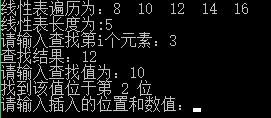 线性表遍历为：8 10 12 14 16
线性表长度为:5
请输入查找第i个元素：3
查找结果：12
请输入查找值为：10
找到该值位于第 2 位
请输入插入的位置和数值：